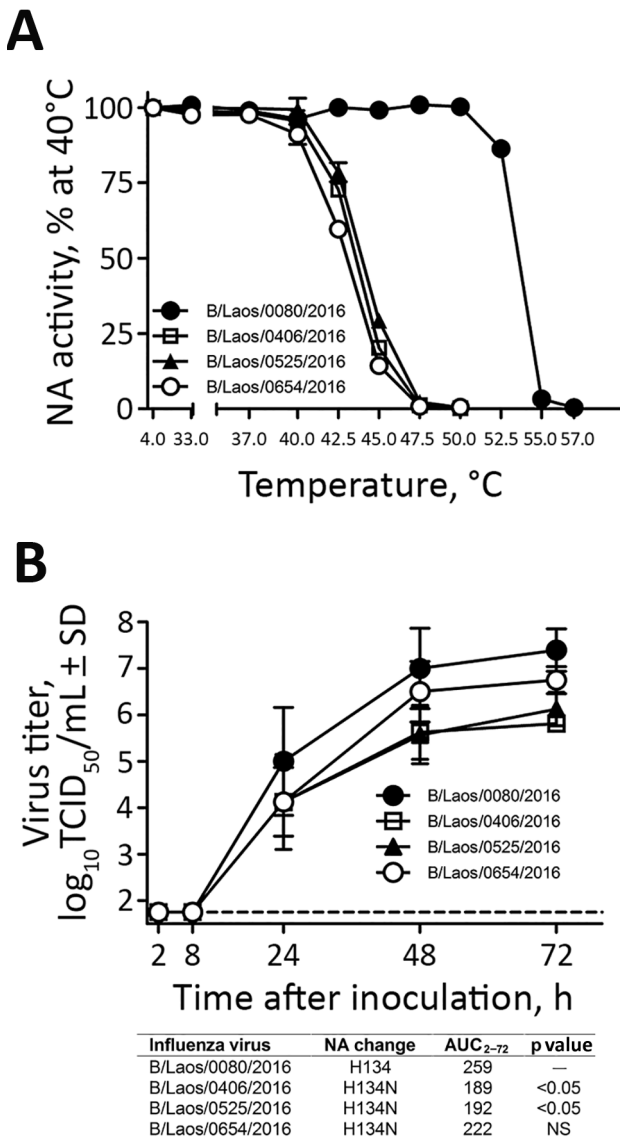 A
NA activity, % at 40°C
100
75
50
25
0
B/Laos/0080/2016
B/Laos/0406/2016
B/Laos/0525/2016
B/Laos/0654/2016
4.0 33.0 37.0 40.0 42.5 45.0 47.5 50.0 52.5 55.0 57.0
Temperature, °C
B
Virus titer,
log10TCID50/mL ± SD
8
7
6
5
4
3
2
B/Laos/0080/2016
B/Laos/0406/2016
B/Laos/0525/2016
B/Laos/0654/2016
2 8 24 48 72
Time after inoculation, h
Influenza virus NA change AUC2–72 p value
B/Laos/0080/2016 H134 259 —
B/Laos/0406/2016 H134N 189 <0.05
B/Laos/0525/2016 H134N 192 <0.05
B/Laos/0654/2016 H134N 222 NS